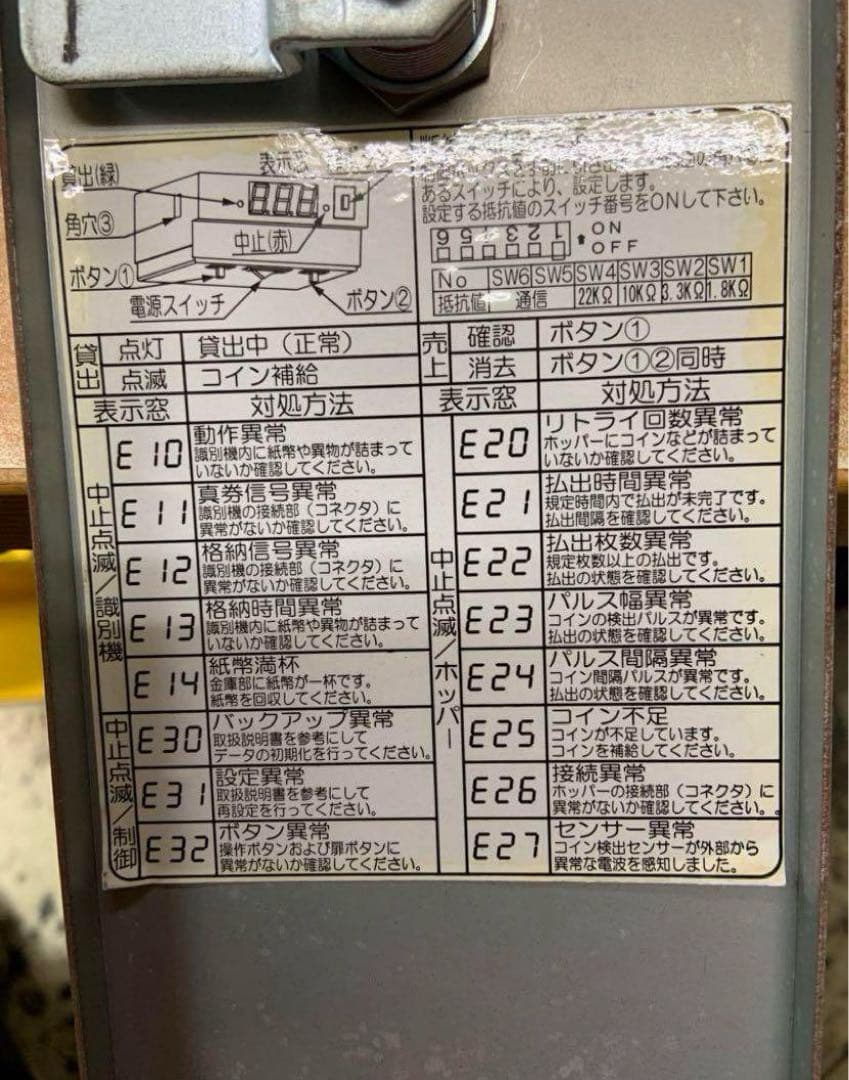 表示窓
貸出(緑)
角穴③
中止(赤)
ボタン①
電源スイッチ
ボタン②
あるスイッチにより、設定します。
設定する抵抗値のスイッチ番号をONして下さい。
1 2 3 4 5 6
ON
OFF
No SW6 SW5 SW4 SW3 SW2 SW1
抵抗値 通信 22KΩ 10KΩ 3.3KΩ 1.8KΩ
貸出
点灯 貸出中（正常）
点滅 コイン補給
売上
確認 ボタン①
消去 ボタン①②同時
表示窓 対処方法
中止点滅/識別機
E10
動作異常
識別機内に紙幣や異物が詰まって
いないか確認してください。
E11
真券信号異常
識別機の接続部（コネクタ）に
異常がないか確認してください。
E12
格納信号異常
識別機の接続部（コネクタ）に
異常がないか確認してください。
E13
格納時間異常
識別機内に紙幣や異物が詰まって
いないか確認してください。
E14
紙幣満杯
金庫部に紙幣が一杯です。
紙幣を回収してください。
中止点滅/制御
E30
バックアップ異常
取扱説明書を参考にして
データの初期化を行ってください。
E31
設定異常
取扱説明書を参考にして
再設定を行ってください。
E32
ボタン異常
操作ボタンおよび扉ボタンに
異常がないか確認してください。
表示窓 対処方法
中止点滅/ホッパー
E20
リトライ回数異常
ホッパーにコインなどが詰まって
いないか確認してください。
E21
払出時間異常
規定時間内で払出が未完了です。
払出間隔を確認してください。
E22
払出枚数異常
規定枚数以上の払出です。
払出の状態を確認してください。
E23
パルス幅異常
コインの検出パルスが異常です。
払出の状態を確認してください。
E24
パルス間隔異常
コイン間隔パルスが異常です。
払出の状態を確認してください。
E25
コイン不足
コインが不足しています。
コインを補給してください。
E26
接続異常
ホッパーの接続部（コネクタ）に
異常がないか確認してください。
E27
センサー異常
コイン検出センサーが外部から
異常な電波を感知しました。